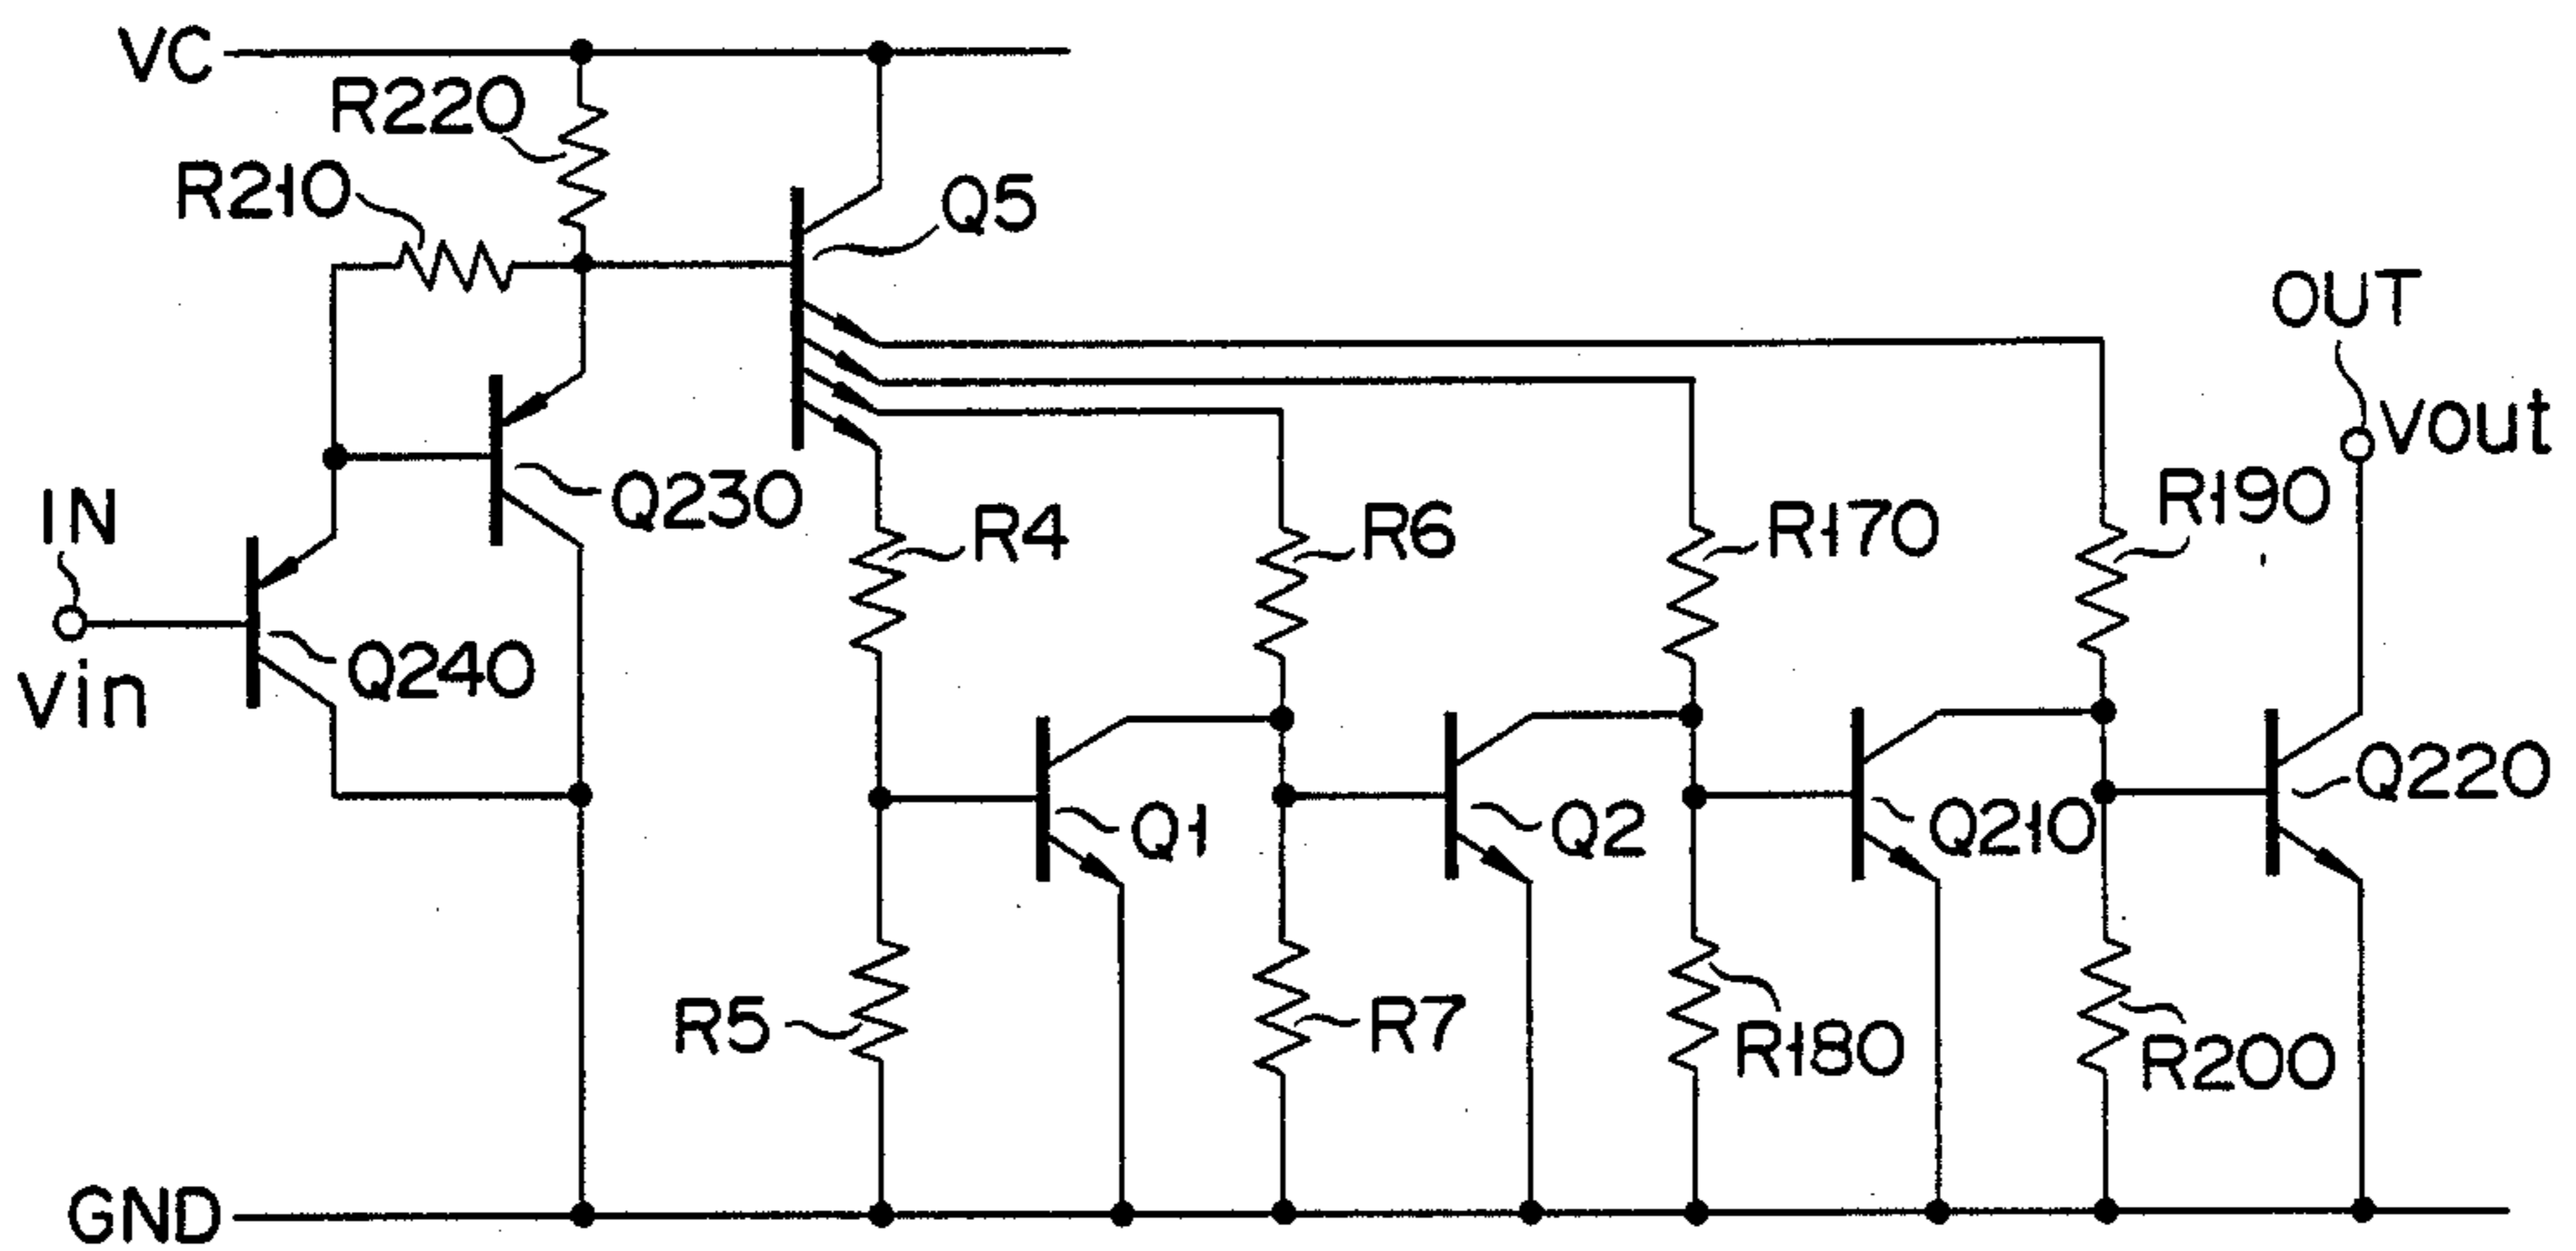 VC
R220
R210
Q5
OUT
Vout
IN
Q230
R4
R6
R170
R190
Vin
Q240
Q1
Q2
Q210
Q220
R5
R7
R180
R200
GND